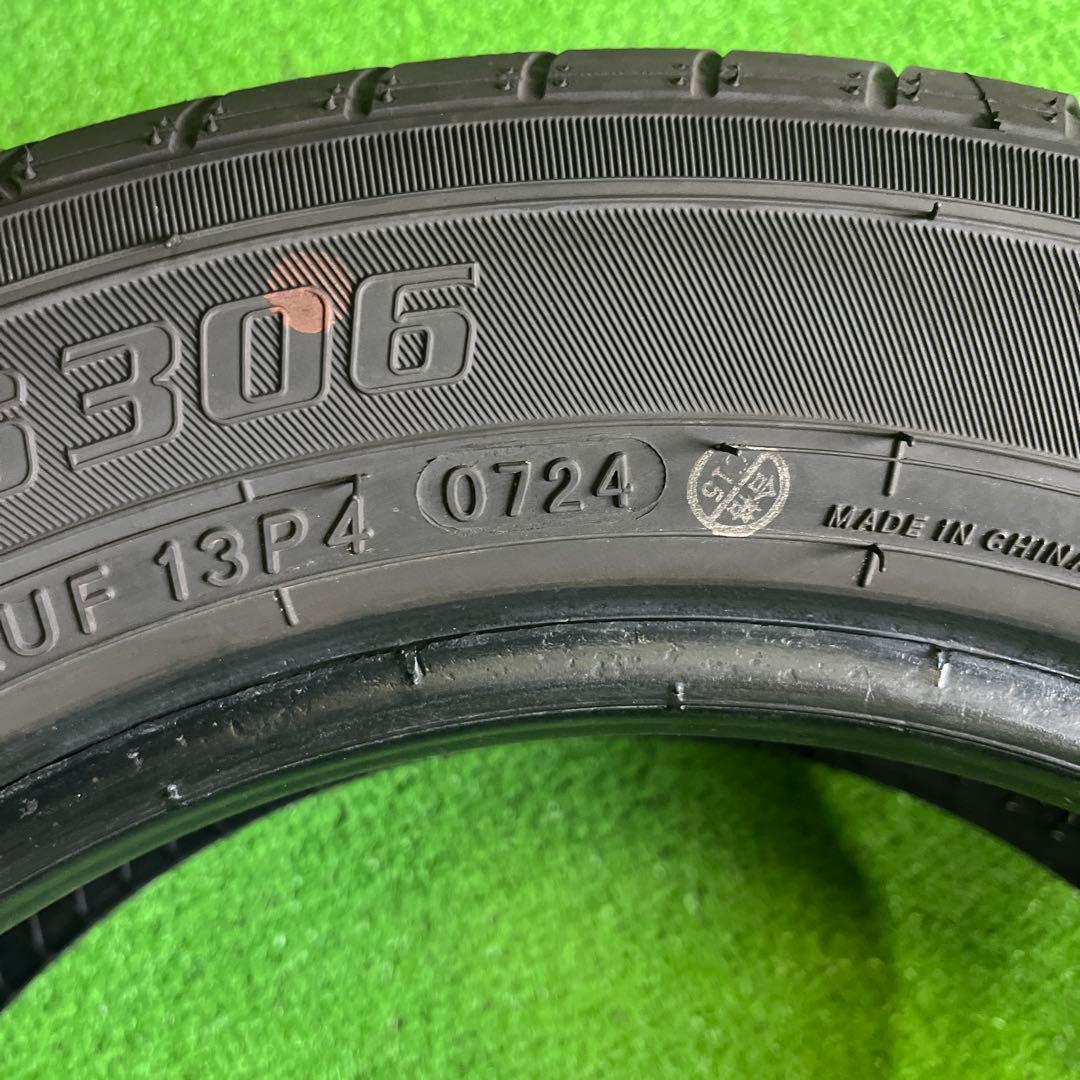 S306
UF 13P4 0724
MADE IN CHINA